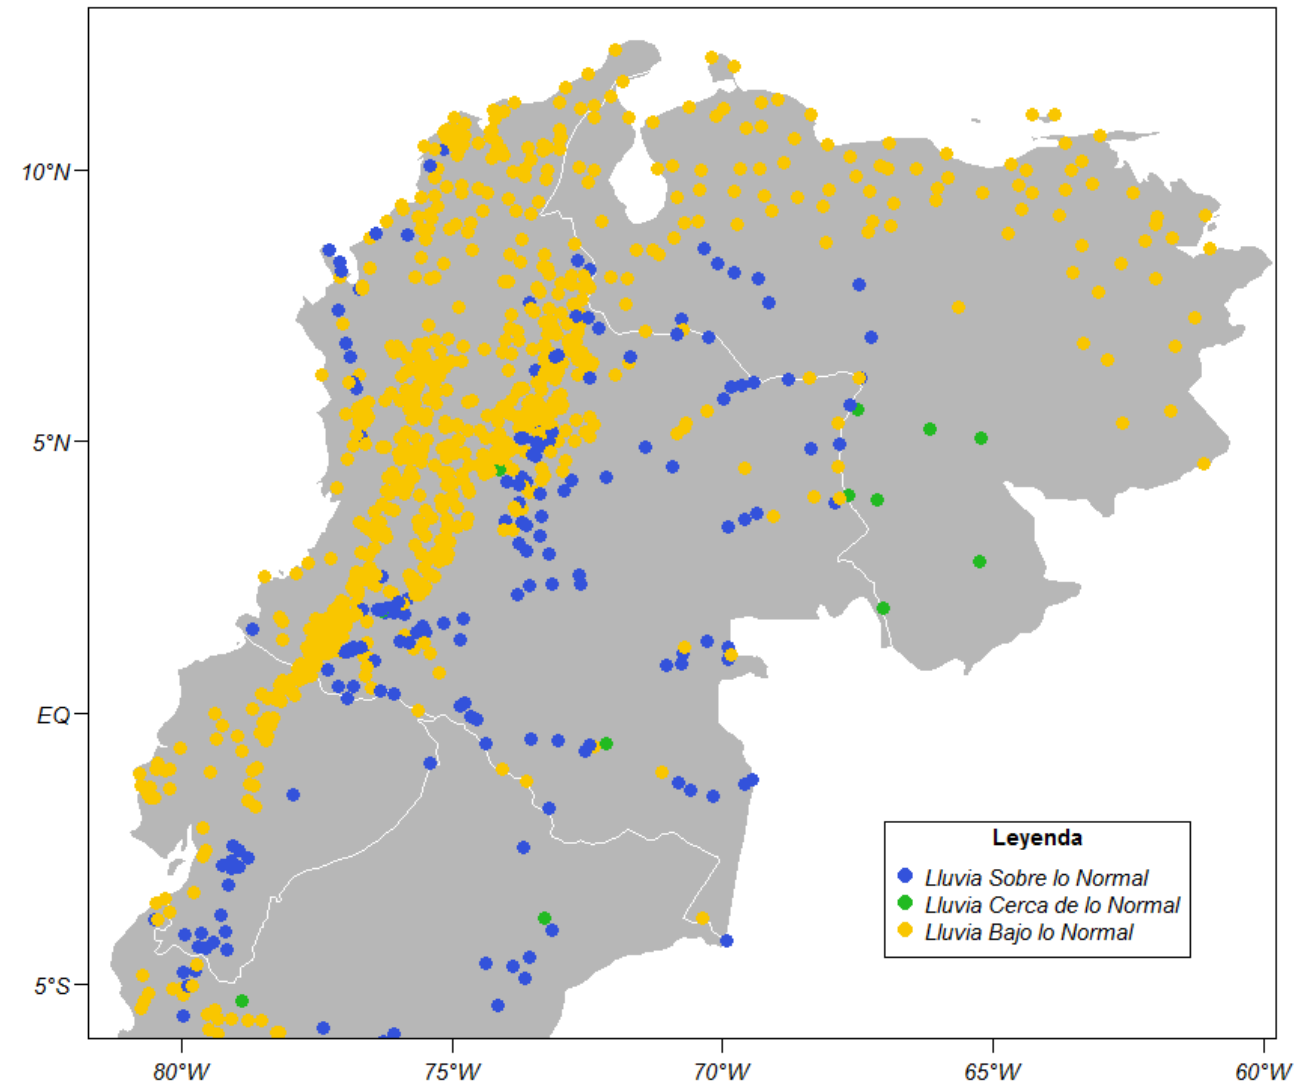 10°N
5°N
EQ
5°S
80°W
75°W
70°W
65°W
60°W
Leyenda
Lluvia Sobre lo Normal
Lluvia Cerca de lo Normal
Lluvia Bajo lo Normal